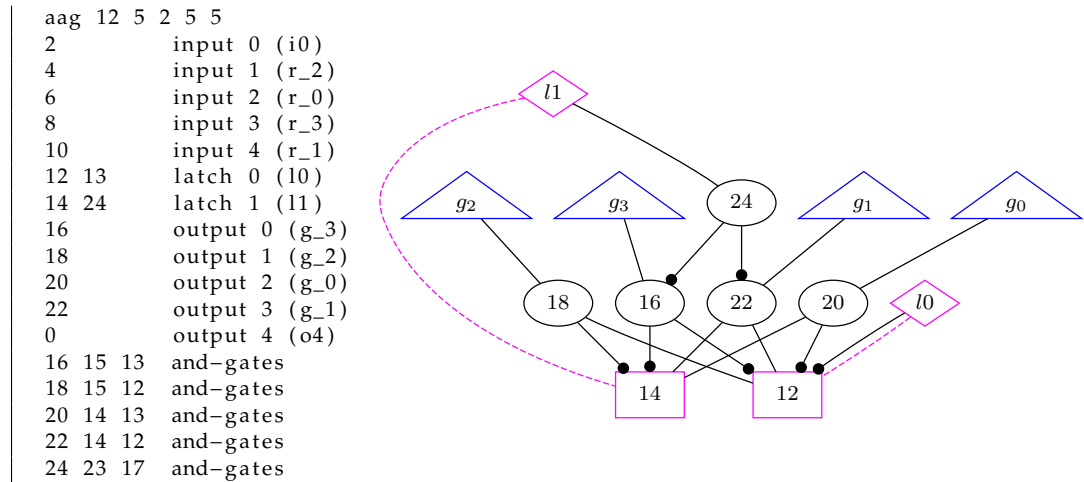 aag 12 5 2 5 5
2 input 0 (i0)
4 input 1 (r_2)
6 input 2 (r_0)
8 input 3 (r_3)
10 input 4 (r_1)
12 13 latch 0 (l0)
14 24 latch 1 (l1)
16 output 0 (g_3)
18 output 1 (g_2)
20 output 2 (g_0)
22 output 3 (g_1)
0 output 4 (o4)
16 15 13 and-gates
18 15 12 and-gates
20 14 13 and-gates
22 14 12 and-gates
24 23 17 and-gates
l1
g2 g3 24 g1 g0
18 16 22 20 l0
14 12